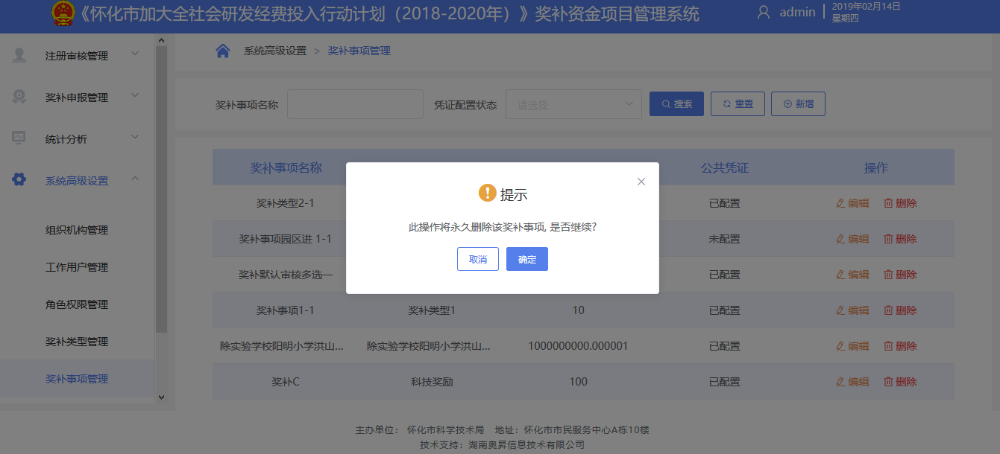 《怀化市加大全社会研发经费投入行动计划（2018-2020年）》奖补资金项目管理系统
admin
2019年02月14日
星期四
注册审核管理
奖补申报管理
统计分析
系统高级设置
组织机构管理
工作用户管理
角色权限管理
奖补类型管理
奖补事项管理
系统高级设置 > 奖补事项管理
奖补事项名称 凭证配置状态 请选择 搜索 重置 新增
奖补事项名称 公共凭证 操作
奖补类型2-1 已配置 编辑 删除
奖补事项园区进 1-1 未配置 编辑 删除
奖补默认审核多选一 已配置 编辑 删除
奖补事项1-1 奖补类型1 10 已配置 编辑 删除
除实验学校阳明小学洪山... 除实验学校阳明小学洪山... 1000000000.000001 已配置 编辑 删除
奖补C 科技奖励 100 已配置 编辑 删除
提示
此操作将永久删除该奖补事项, 是否继续?
取消 确定
主办单位： 怀化市科学技术局 地址：怀化市市民服务中心A栋10楼
技术支持：湖南奥昇信息技术有限公司